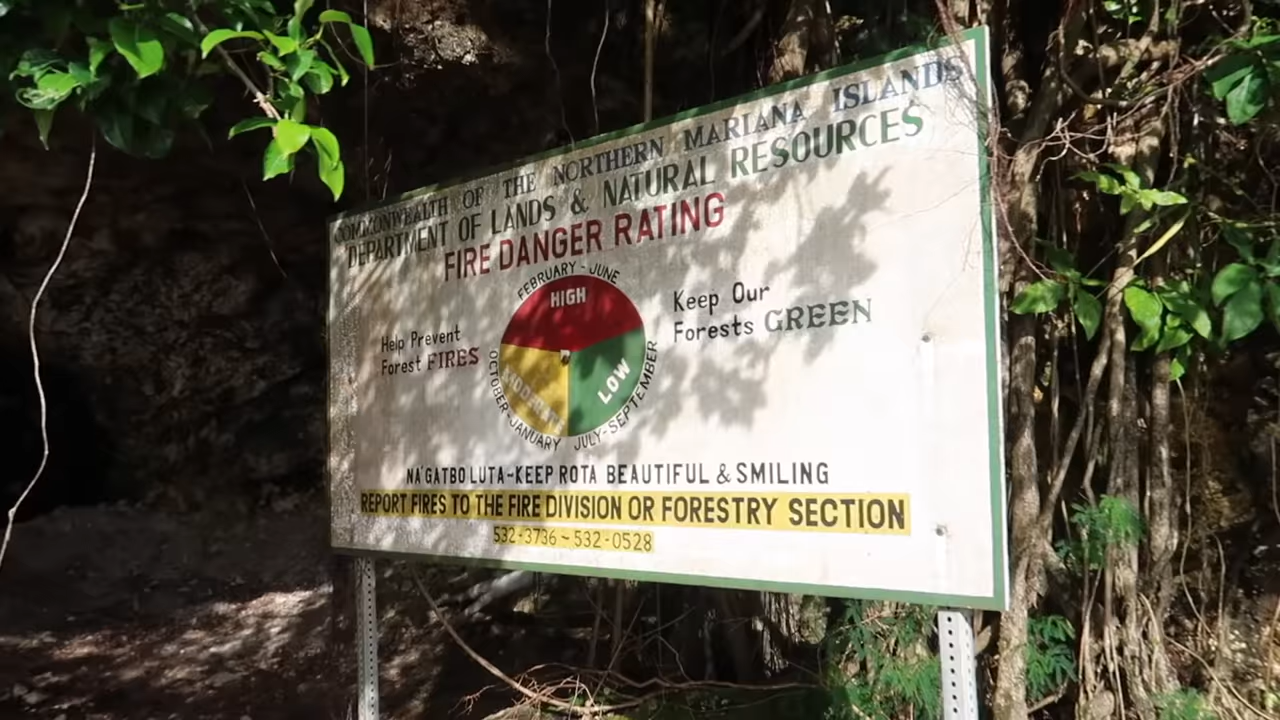 COMMONWEALTH OF THE NORTHERN MARIANA ISLANDS
DEPARTMENT OF LANDS & NATURAL RESOURCES
FIRE DANGER RATING
FEBRUARY - JUNE
HIGH
Help Prevent
Forest FIRES
Keep Our
Forests GREEN
MODERATE
LOW
OCTOBER-JANUARY
JULY-SEPTEMBER
NA'GATBO LUTA-KEEP ROTA BEAUTIFUL & SMILING
REPORT FIRES TO THE FIRE DIVISION OR FORESTRY SECTION
532-3736 ~ 532-0528